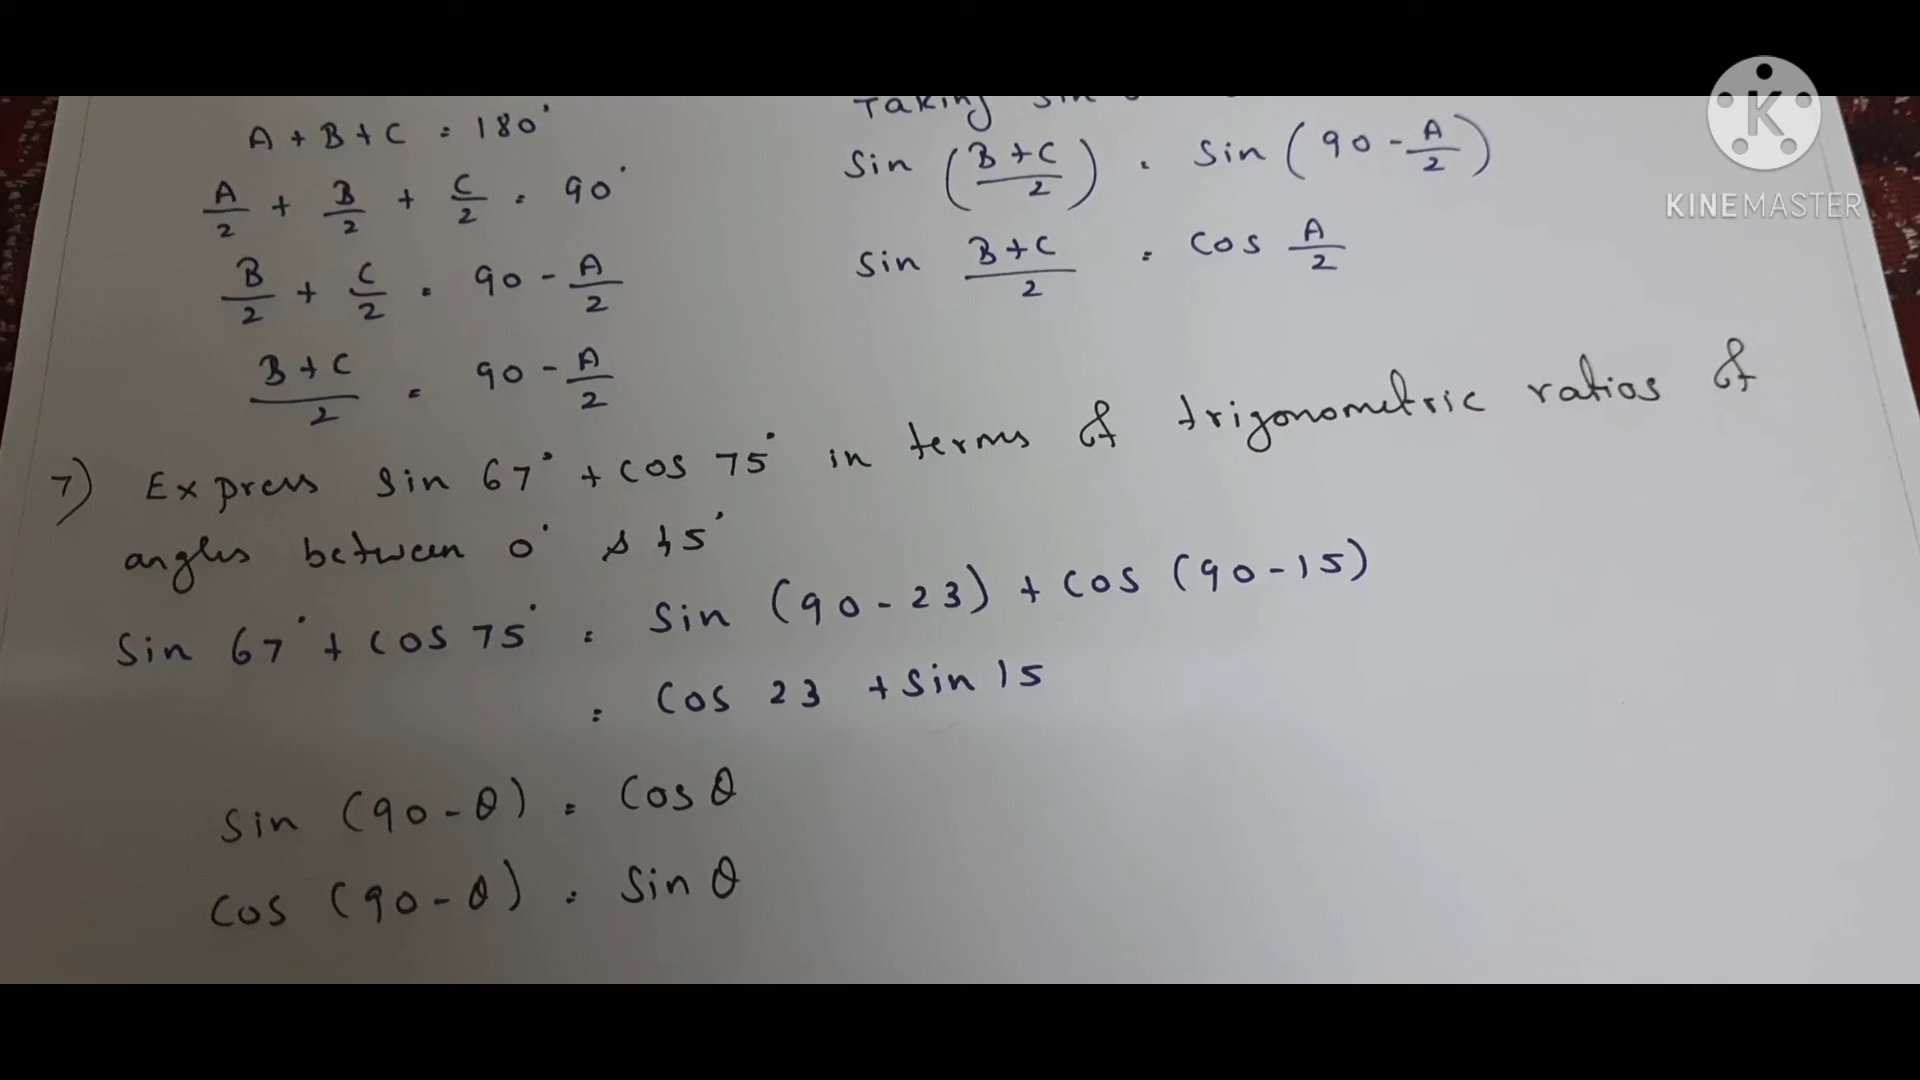 A + B + C = 180°
A/2 + B/2 + C/2 = 90°
B/2 + C/2 = 90 - A/2
B + C / 2 = 90 - A/2
Taking sin
sin (B + C / 2) = sin (90 - A/2)
sin B + C / 2 = cos A/2
7) Express sin 67° + cos 75° in terms of trigonometric ratios of
angles between 0° & 45°
sin 67° + cos 75° = sin (90 - 23) + cos (90 - 15)
= cos 23 + sin 15
sin (90 - θ) = cos θ
cos (90 - θ) = sin θ
K
KINEMASTER